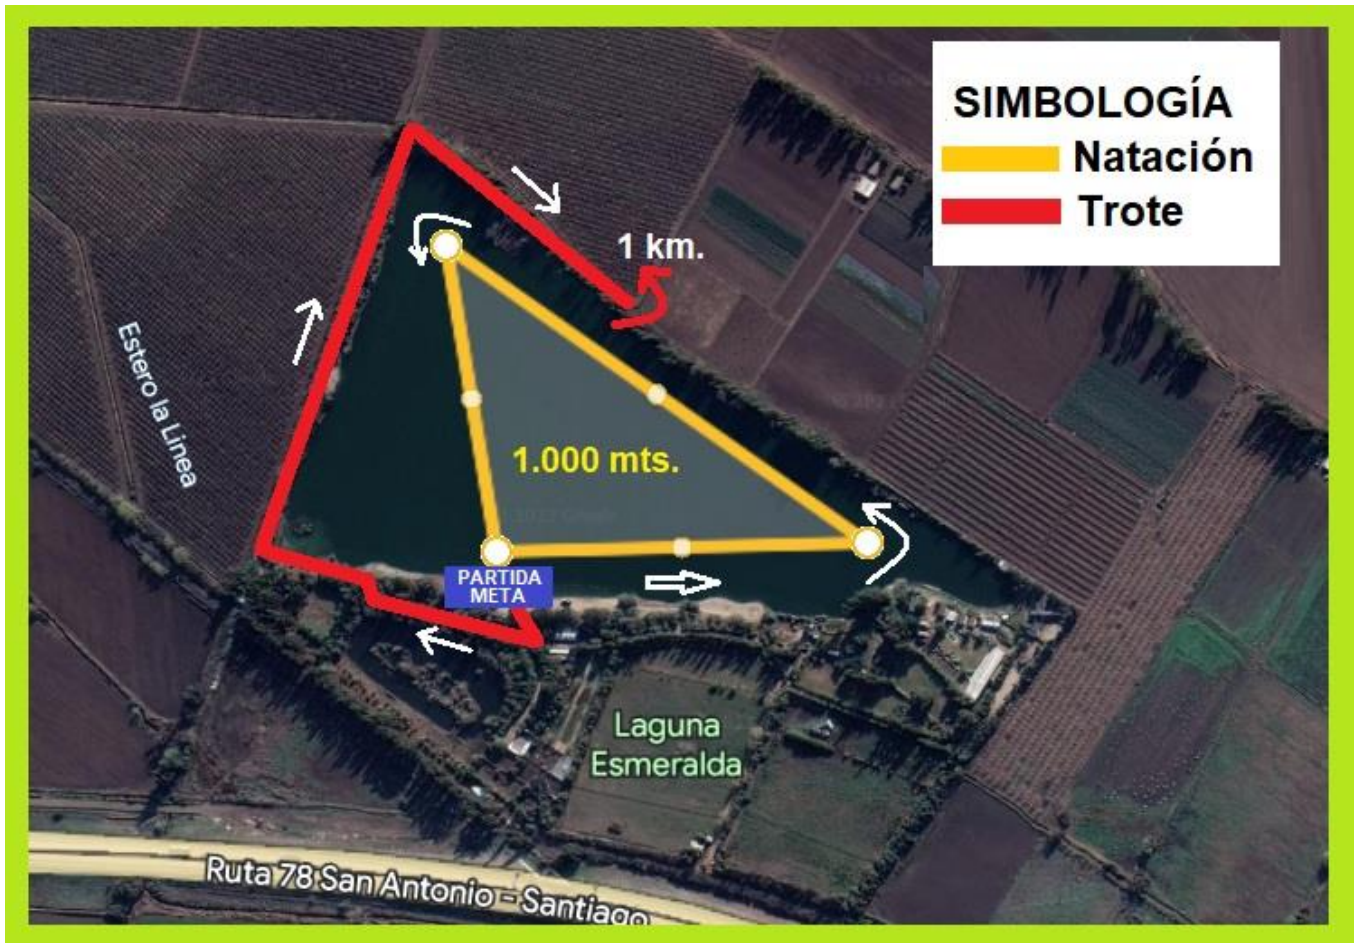 SIMBOLOGÍA
Natación
Trote
1 km.
Estero la Linea
1.000 mts.
PARTIDA
META
Laguna
Esmeralda
Ruta 78 San Antonio - Santiago